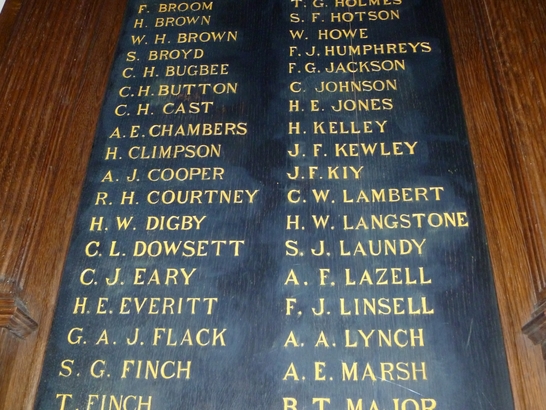 F. BROOM
H. BROWN
W. H. BROWN
S. BROYD
C. H. BUGBEE
C. H. BUTTON
C. H. CAST
A. E. CHAMBERS
H. CLIMPSON
A. J. COOPER
R. H. COURTNEY
H. W. DIGBY
C. L. DOWSETT
C. J. EARY
H. E. EVERITT
G. A. J. FLACK
S. G. FINCH
T. FINCH
T. G. HOLMES
S. F. HOTSON
W. HOWE
F. J. HUMPHREYS
F. G. JACKSON
C. JOHNSON
H. E. JONES
H. KELLEY
J. F. KEWLEY
J. F. KIY
C. W. LAMBERT
H. W. LANGSTONE
S. J. LAUNDY
A. F. LAZELL
F. J. LINSELL
A. A. LYNCH
A. E. MARSH
B. T. MAJOR